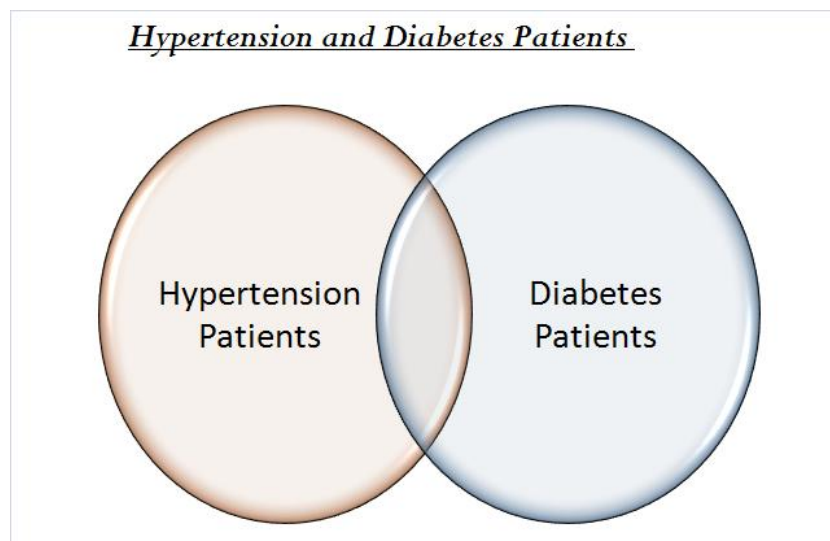 Hypertension and Diabetes Patients
Hypertension
Patients
Diabetes
Patients